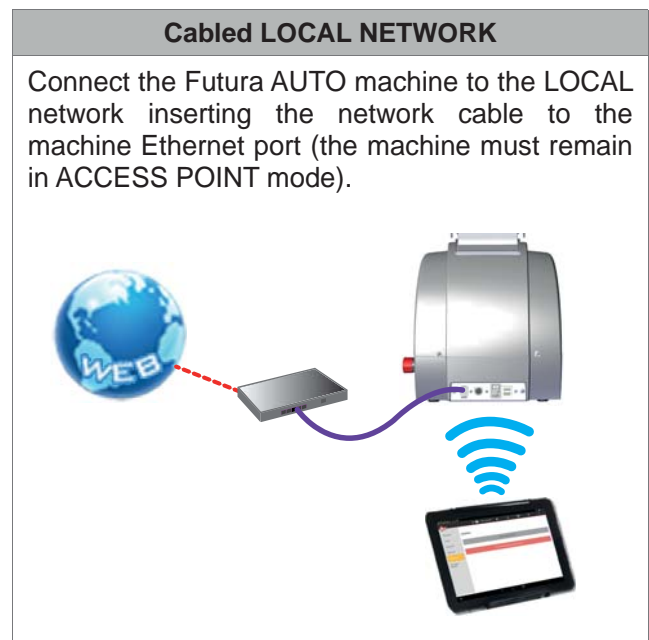 Cabled LOCAL NETWORK
Connect the Futura AUTO machine to the LOCAL
network inserting the network cable to the
machine Ethernet port (the machine must remain
in ACCESS POINT mode).
WEB